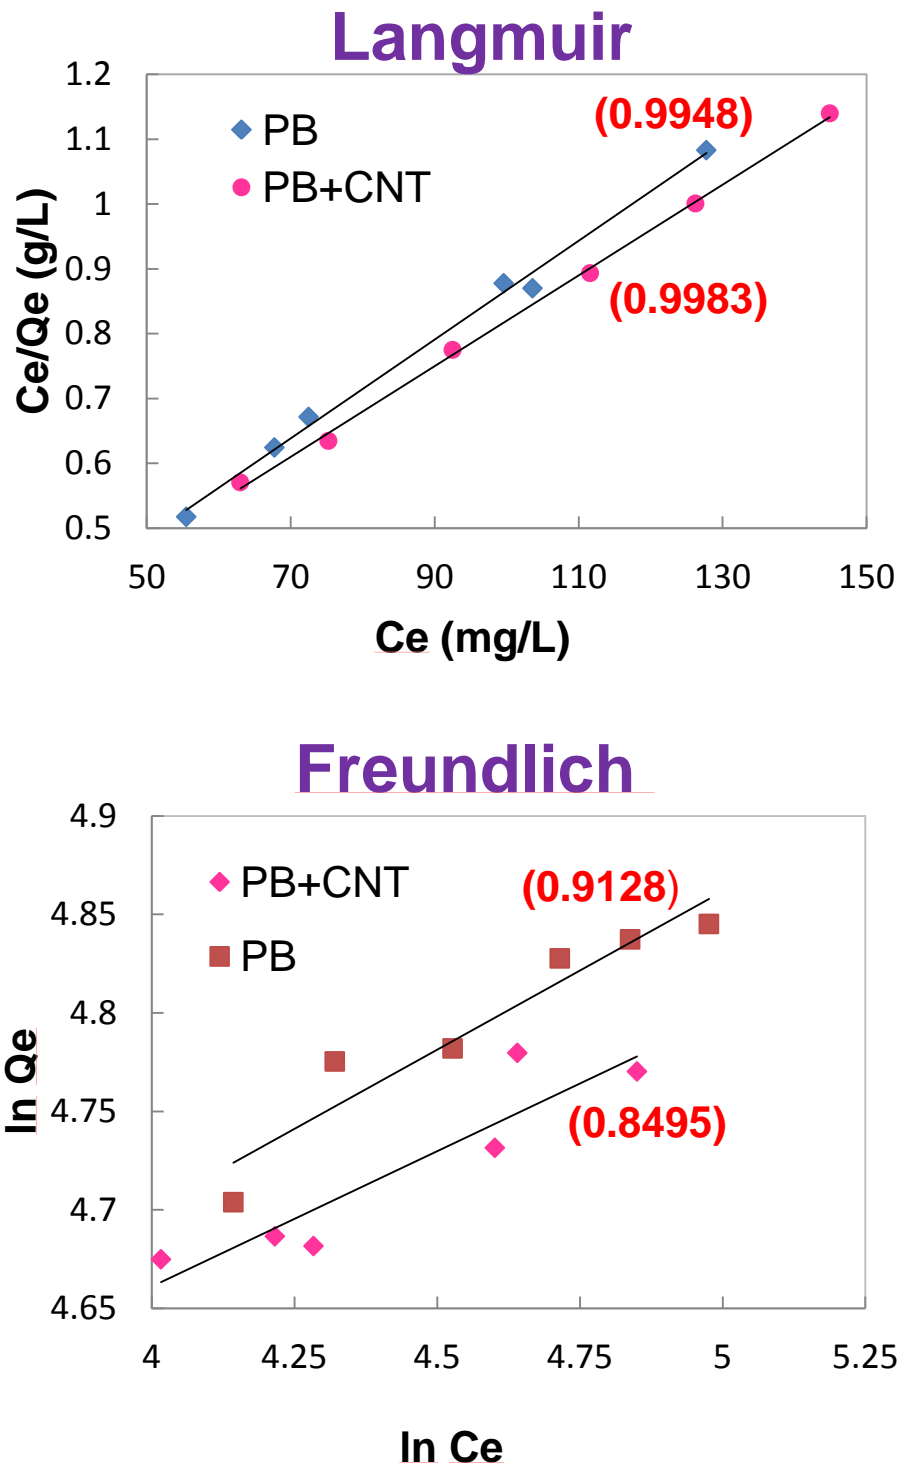 Langmuir
1.2
1.1
1
0.9
0.8
0.7
0.6
0.5
Ce/Qe (g/L)
PB
PB+CNT
(0.9948)
(0.9983)
50 70 90 110 130 150
Ce (mg/L)
Freundlich
4.9
4.85
4.8
4.75
4.7
4.65
ln Qe
PB+CNT
PB
(0.9128)
(0.8495)
4 4.25 4.5 4.75 5 5.25
ln Ce